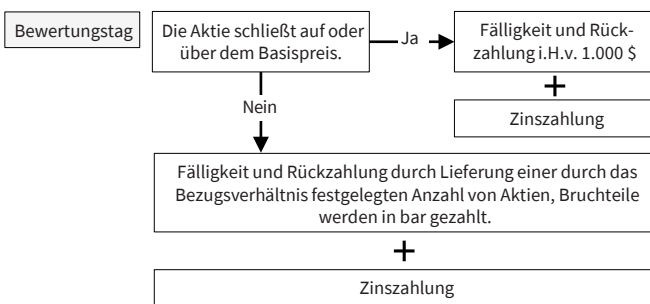 Bewertungstag
Die Aktie schließt auf oder
über dem Basispreis.
Ja
Fälligkeit und Rück-
zahlung i.H.v. 1.000 $
+
Zinszahlung
Nein
Fälligkeit und Rückzahlung durch Lieferung einer durch das
Bezugsverhältnis festgelegten Anzahl von Aktien, Bruchteile
werden in bar gezahlt.
+
Zinszahlung